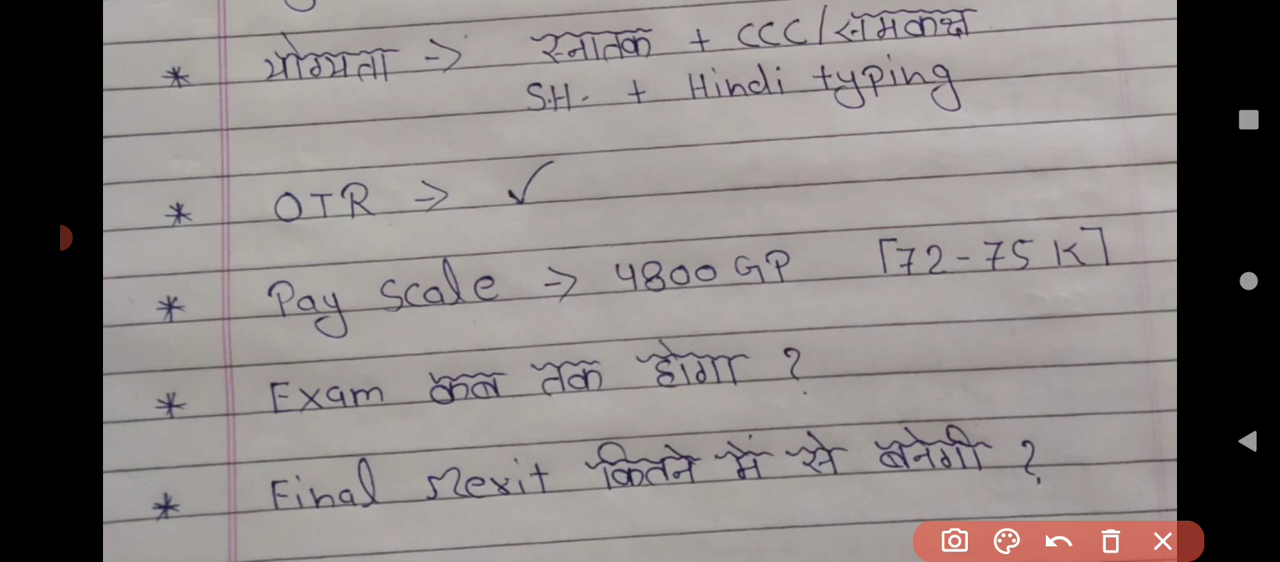 * योग्यता -> स्नातक + CCC/समकक्ष
S.H. + Hindi typing
* OTR -> ✓
* Pay Scale -> 4800 GP [72-75 K]
* Exam कब तक होगा ?
* Final Merit कितने में से बनेगी ?